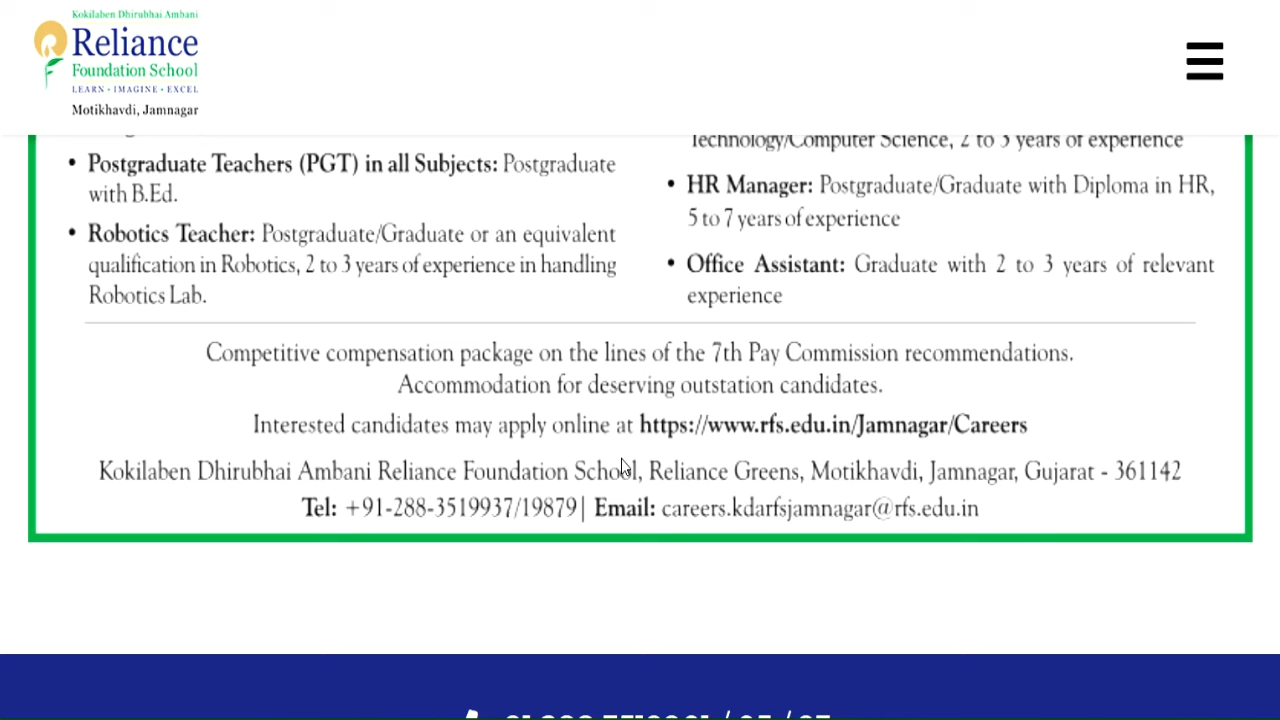 Kokilaben Dhirubhai Ambani
Reliance
Foundation School
LEARN • IMAGINE • EXCEL
Motikhavdi, Jamnagar
• Postgraduate Teachers (PGT) in all Subjects: Postgraduate
with B.Ed.
• Robotics Teacher: Postgraduate/Graduate or an equivalent
qualification in Robotics, 2 to 3 years of experience in handling
Robotics Lab.
Technology/Computer Science, 2 to 3 years of experience
• HR Manager: Postgraduate/Graduate with Diploma in HR,
5 to 7 years of experience
• Office Assistant: Graduate with 2 to 3 years of relevant
experience
Competitive compensation package on the lines of the 7th Pay Commission recommendations.
Accommodation for deserving outstation candidates.
Interested candidates may apply online at https://www.rfs.edu.in/Jamnagar/Careers
Kokilaben Dhirubhai Ambani Reliance Foundation School, Reliance Greens, Motikhavdi, Jamnagar, Gujarat - 361142
Tel: +91-288-3519937/19879| Email: careers.kdarfsjamnagar@rfs.edu.in